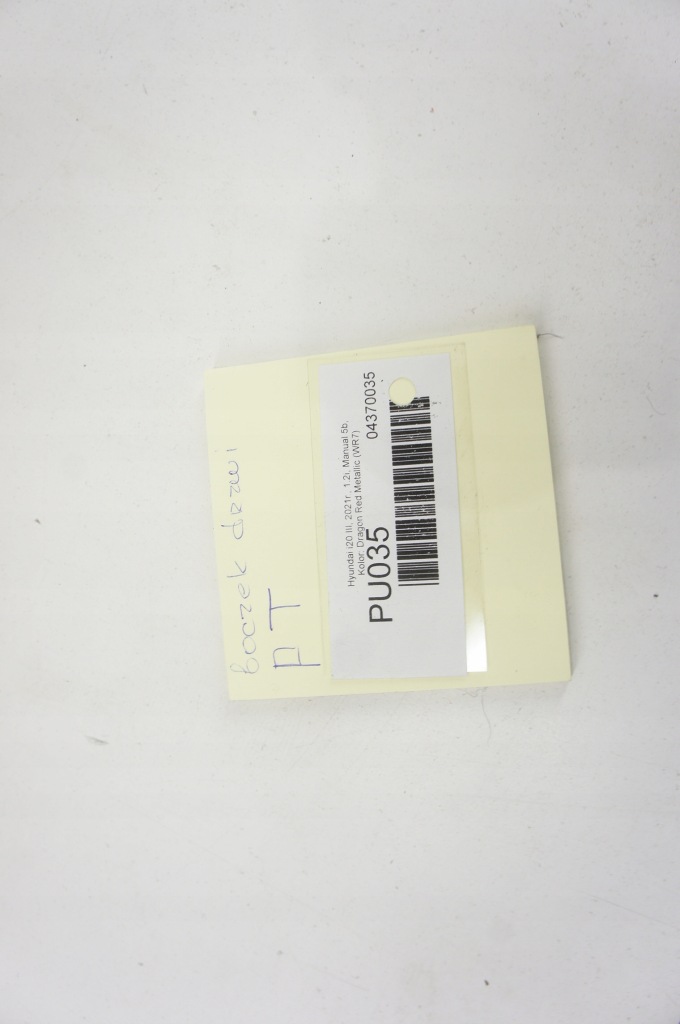 boczek drzwi
PT
Hyundai i20 III, 2021r., 1.2i, Manual 5b,
Kolor: Dragon Red Metallic (WR7)
PU035
04370035